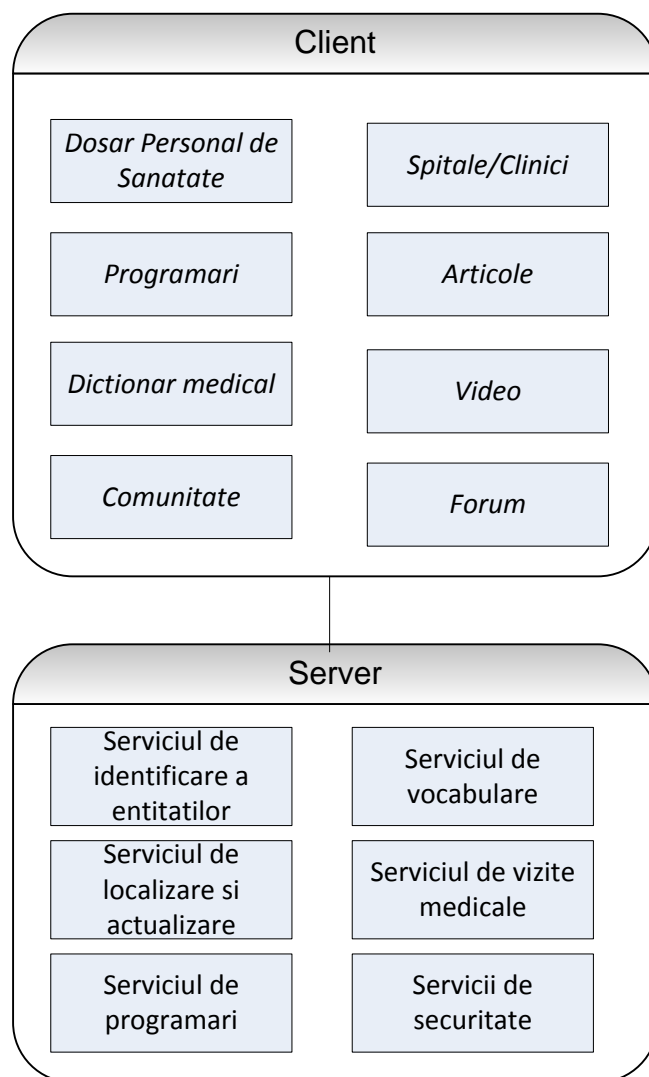 Client
Dosar Personal de
Sanatate
Spitale/Clinici
Programari
Articole
Dictionar medical
Video
Comunitate
Forum
Server
Serviciul de
identificare a
entitatilor
Serviciul de
vocabulare
Serviciul de
localizare si
actualizare
Serviciul de vizite
medicale
Serviciul de
programari
Servicii de
securitate